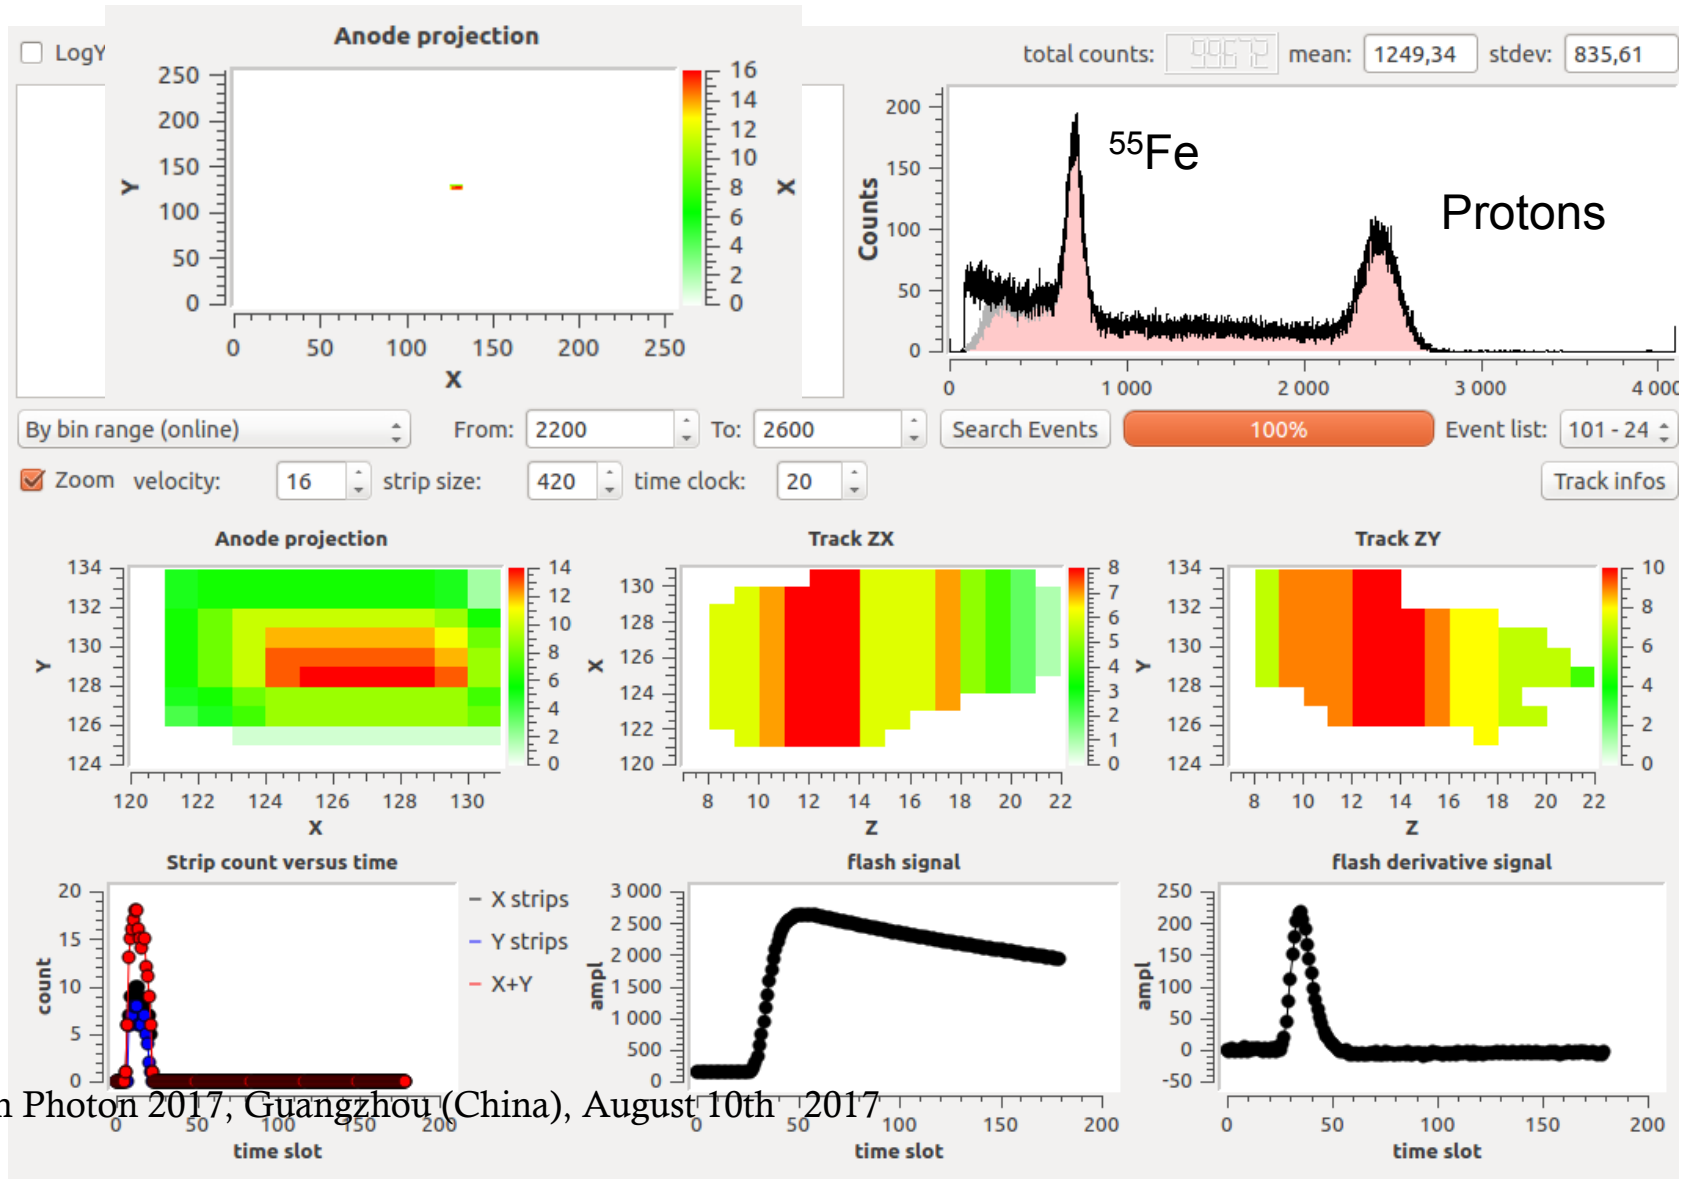 Anode projection
LogY
total counts: 99672 mean: 1249,34 stdev: 835,61
250
200
150
100
50
0
Y
0 50 100 150 200 250
X
16
14
12
10
8
6
4
2
0
X
200
150
100
50
0
Counts
55Fe
Protons
0 1 000 2 000 3 000 4 000
By bin range (online) From: 2200 To: 2600 Search Events 100% Event list: 101 - 24
Zoom velocity: 16 strip size: 420 time clock: 20 Track infos
Anode projection
134
132
130
128
126
124
Y
120 122 124 126 128 130
X
14
12
10
8
6
4
2
0
Track ZX
130
128
126
124
122
120
X
8 10 12 14 16 18 20 22
Z
8
7
6
5
4
3
2
1
0
Track ZY
134
132
130
128
126
124
Y
8 10 12 14 16 18 20 22
Z
10
8
6
4
2
0
Strip count versus time
20
15
10
5
0
count
X strips
Y strips
X+Y
0 50 100 150 200
time slot
flash signal
3 000
2 500
2 000
1 500
1 000
500
0
ampl
0 50 100 150 200
time slot
flash derivative signal
250
200
150
100
50
0
-50
ampl
0 50 100 150 200
time slot
n Photon 2017, Guangzhou (China), August 10th 2017